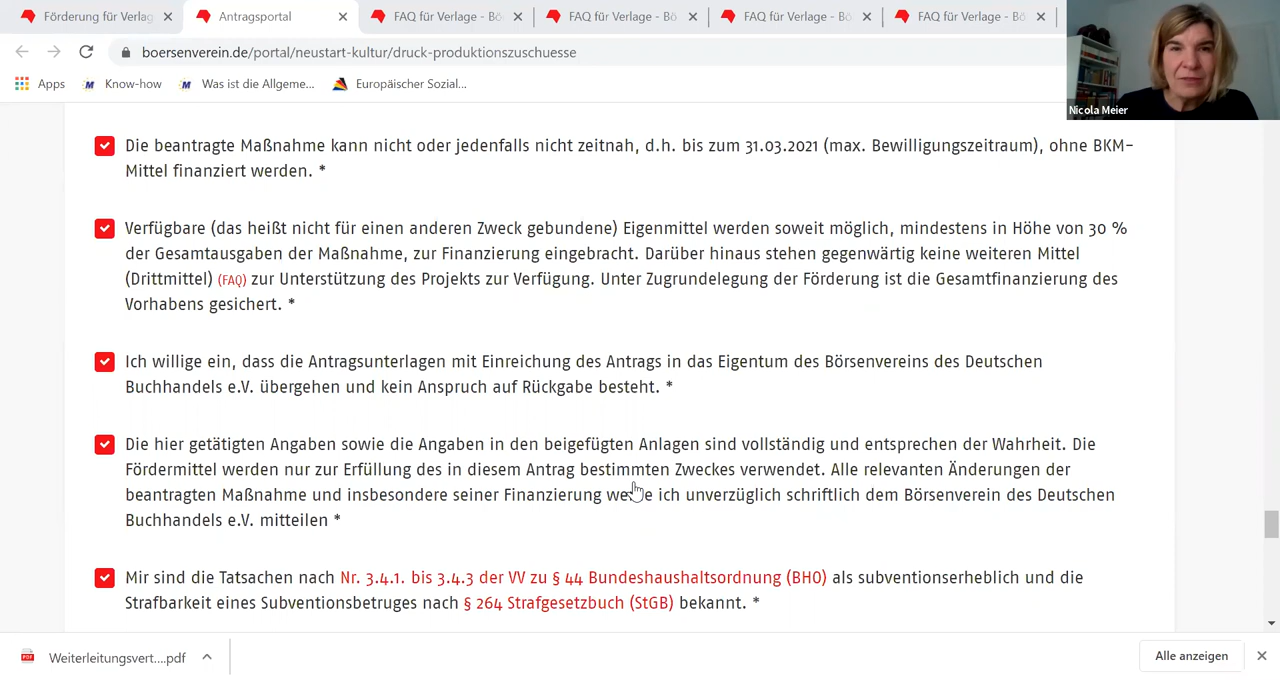 Förderung für Verlag
Antragsportal
FAQ für Verlage - Bö
FAQ für Verlage - Bö
FAQ für Verlage - Bö
FAQ für Verlage - Bö
boersenverein.de/portal/neustart-kultur/druck-produktionszuschuesse
Apps
Know-how
Was ist die Allgeme...
Europäischer Sozial...
Nicola Meier
Die beantragte Maßnahme kann nicht oder jedenfalls nicht zeitnah, d.h. bis zum 31.03.2021 (max. Bewilligungszeitraum), ohne BKM-
Mittel finanziert werden. *
Verfügbare (das heißt nicht für einen anderen Zweck gebundene) Eigenmittel werden soweit möglich, mindestens in Höhe von 30 %
der Gesamtausgaben der Maßnahme, zur Finanzierung eingebracht. Darüber hinaus stehen gegenwärtig keine weiteren Mittel
(Drittmittel) (FAQ) zur Unterstützung des Projekts zur Verfügung. Unter Zugrundelegung der Förderung ist die Gesamtfinanzierung des
Vorhabens gesichert. *
Ich willige ein, dass die Antragsunterlagen mit Einreichung des Antrags in das Eigentum des Börsenvereins des Deutschen
Buchhandels e.V. übergehen und kein Anspruch auf Rückgabe besteht. *
Die hier getätigten Angaben sowie die Angaben in den beigefügten Anlagen sind vollständig und entsprechen der Wahrheit. Die
Fördermittel werden nur zur Erfüllung des in diesem Antrag bestimmten Zweckes verwendet. Alle relevanten Änderungen der
beantragten Maßnahme und insbesondere seiner Finanzierung werde ich unverzüglich schriftlich dem Börsenverein des Deutschen
Buchhandels e.V. mitteilen *
Mir sind die Tatsachen nach Nr. 3.4.1. bis 3.4.3 der VV zu § 44 Bundeshaushaltsordnung (BHO) als subventionserheblich und die
Strafbarkeit eines Subventionsbetruges nach § 264 Strafgesetzbuch (StGB) bekannt. *
Weiterleitungsvert....pdf
Alle anzeigen